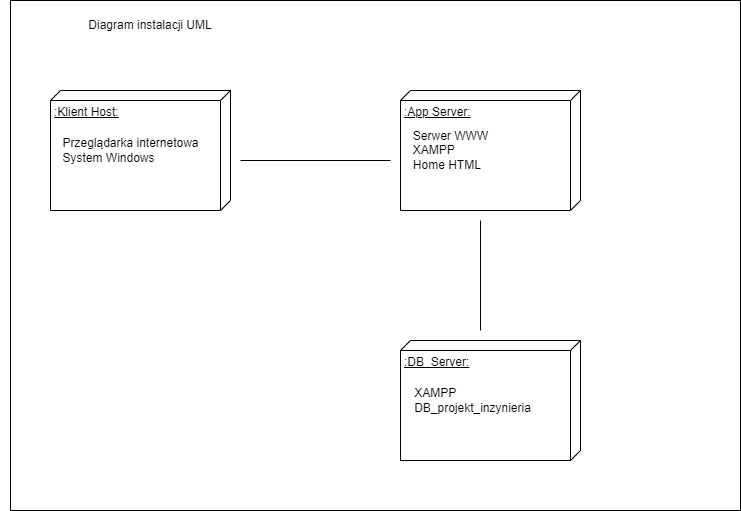 Diagram instalacji UML
:Klient Host:
Przeglądarka internetowa
System Windows
:App Server:
Serwer WWW
XAMPP
Home HTML
:DB_Server:
XAMPP
DB_projekt_inzynieria